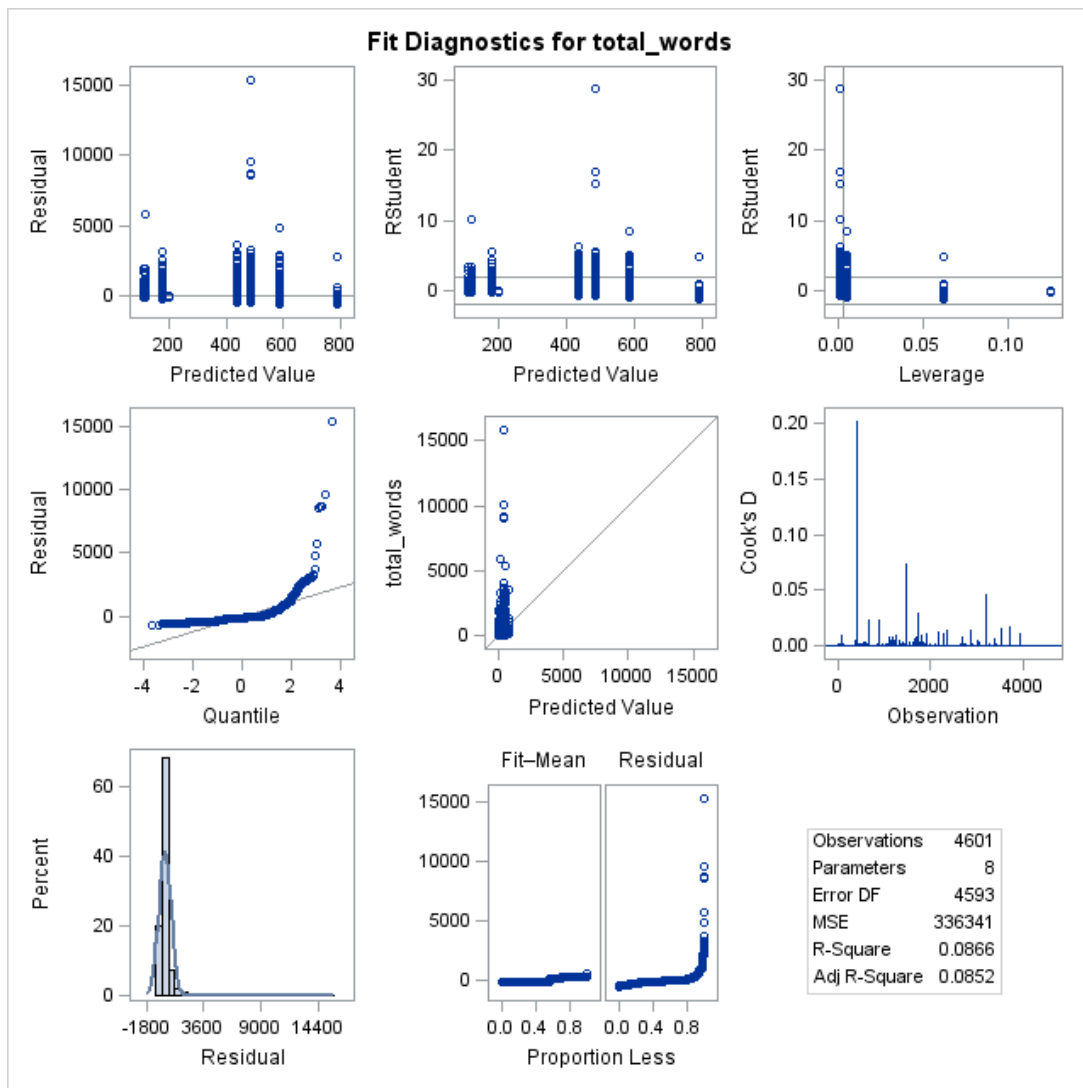 Fit Diagnostics for total_words
15000
10000
5000
0
Residual
200 400 600 800
Predicted Value
30
20
10
0
RStudent
200 400 600 800
Predicted Value
30
20
10
0
RStudent
0.00 0.05 0.10
Leverage
15000
10000
5000
0
Residual
-4 -2 0 2 4
Quantile
15000
10000
5000
0
total_words
0 5000 10000 15000
Predicted Value
0.20
0.15
0.10
0.05
0.00
Cook's D
0 2000 4000
Observation
60
40
20
0
Percent
-1800 3600 9000 14400
Residual
Fit–Mean Residual
15000
10000
5000
0
0.0 0.4 0.8 0.0 0.4 0.8
Proportion Less
Observations 4601
Parameters 8
Error DF 4593
MSE 336341
R-Square 0.0866
Adj R-Square 0.0852